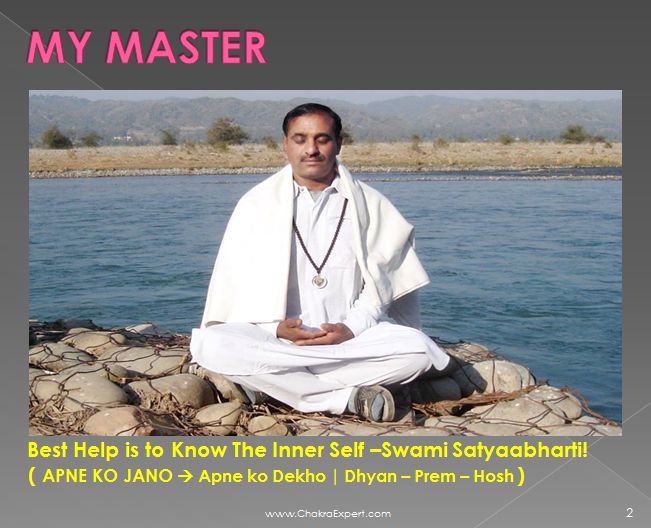 MY MASTER
Best Help is to Know The Inner Self –Swami Satyaabharti!
( APNE KO JANO → Apne ko Dekho | Dhyan – Prem – Hosh )
www.ChakraExpert.com
2